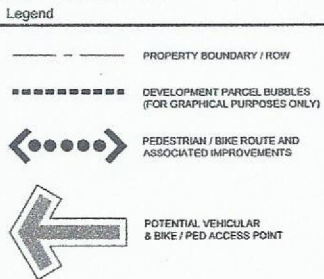 Legend
PROPERTY BOUNDARY / ROW
DEVELOPMENT PARCEL BUBBLES
(FOR GRAPHICAL PURPOSES ONLY)
PEDESTRIAN / BIKE ROUTE AND
ASSOCIATED IMPROVEMENTS
POTENTIAL VEHICULAR
& BIKE / PED ACCESS POINT